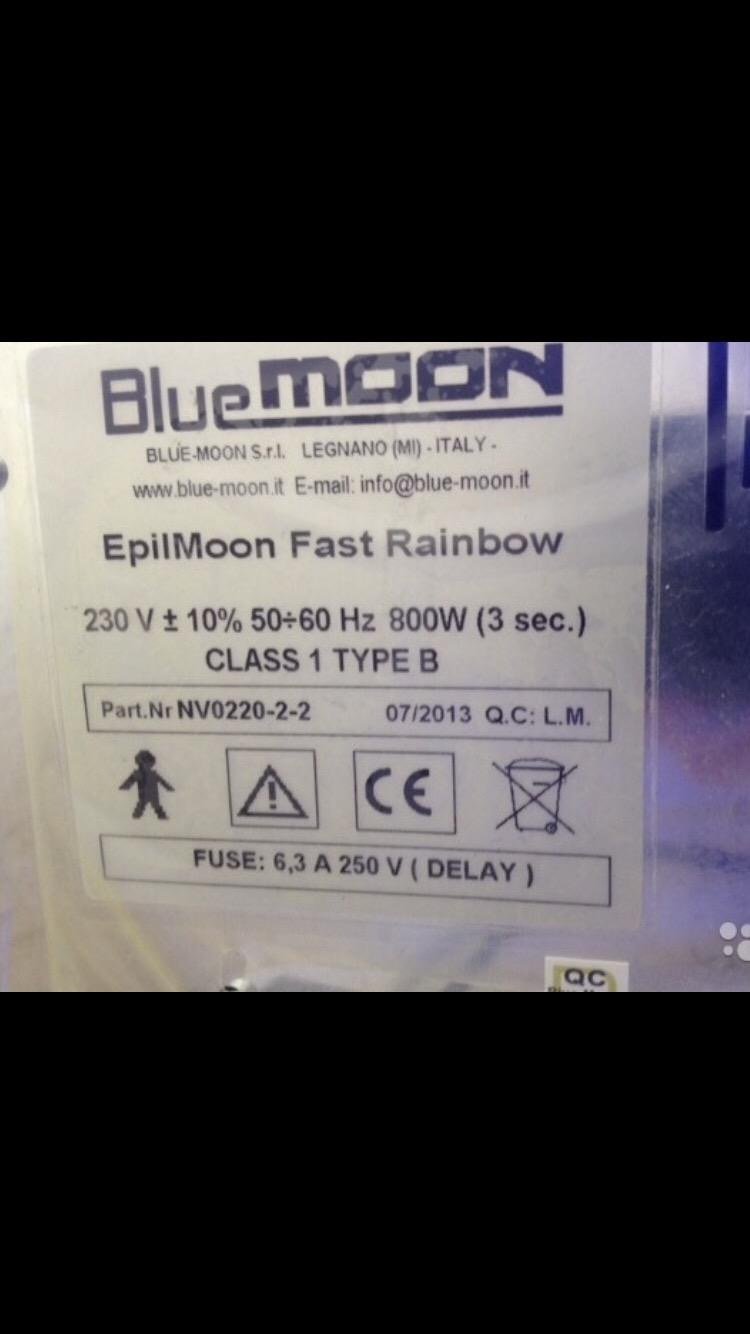 Blue moon
BLUE-MOON S.r.l. LEGNANO (MI) - ITALY -
www.blue-moon.it E-mail: info@blue-moon.it
EpilMoon Fast Rainbow
230 V ± 10% 50÷60 Hz 800W (3 sec.)
CLASS 1 TYPE B
Part.Nr NV0220-2-2 07/2013 Q.C: L.M.
CE
FUSE: 6,3 A 250 V ( DELAY )
QC